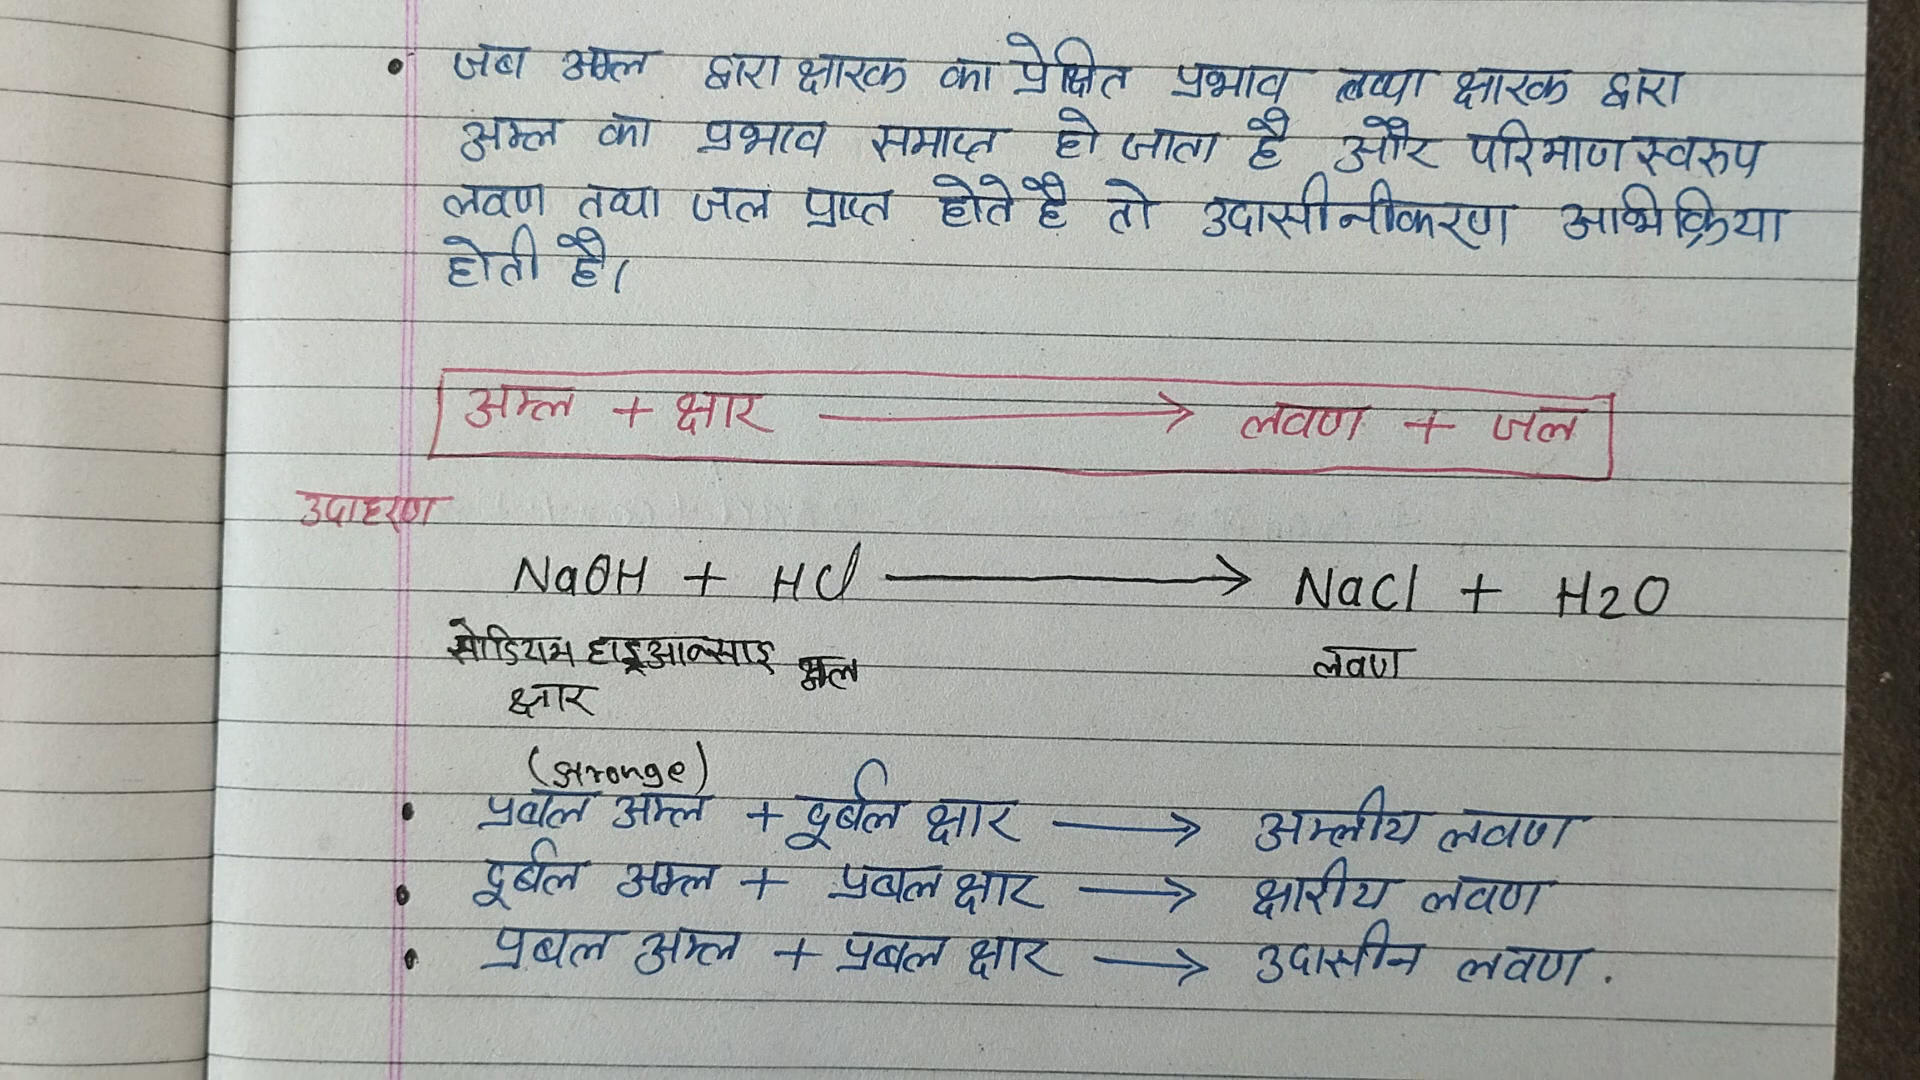 • जब अम्ल द्वारा क्षारक का प्रेक्षित प्रभाव तथा क्षारक द्वारा
अम्ल का प्रभाव समाप्त हो जाता है और परिमाणस्वरुप
लवण तथा जल प्राप्त होते है तो उदासीनीकरण अभिक्रिया
होती है।
अम्ल + क्षार ⟶ लवण + जल
उदाहरण
NaOH + HCl ⟶ NaCl + H2O
सोडियम हाइड्रआक्साइ अम्ल लवण
क्षार
(stronge)
• प्रबल अम्ल + दूर्बल क्षार ⟶ अम्लीय लवण
• दूर्बल अम्ल + प्रबल क्षार ⟶ क्षारीय लवण
• प्रबल अम्ल + प्रबल क्षार ⟶ उदासीन लवण.